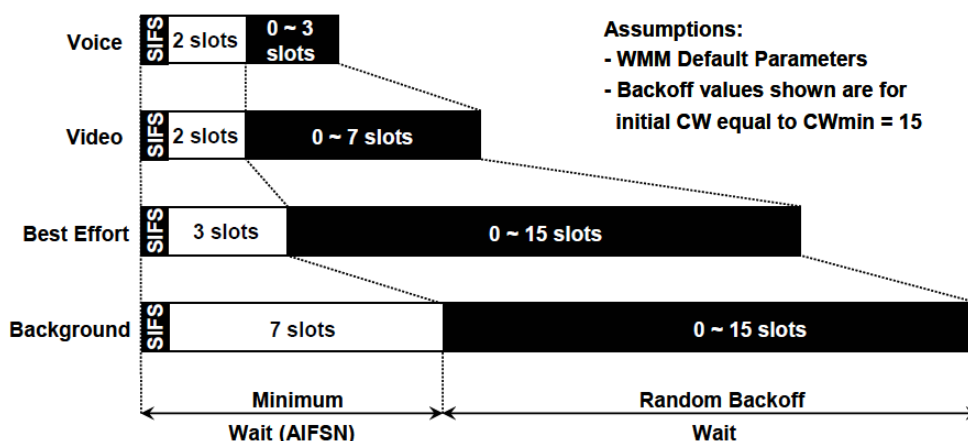 Voice
SIFS
2 slots
0 ~ 3
slots
Assumptions:
- WMM Default Parameters
- Backoff values shown are for
initial CW equal to CWmin = 15
Video
SIFS
2 slots
0 ~ 7 slots
Best Effort
SIFS
3 slots
0 ~ 15 slots
Background
SIFS
7 slots
0 ~ 15 slots
Minimum
Wait (AIFSN)
Random Backoff
Wait